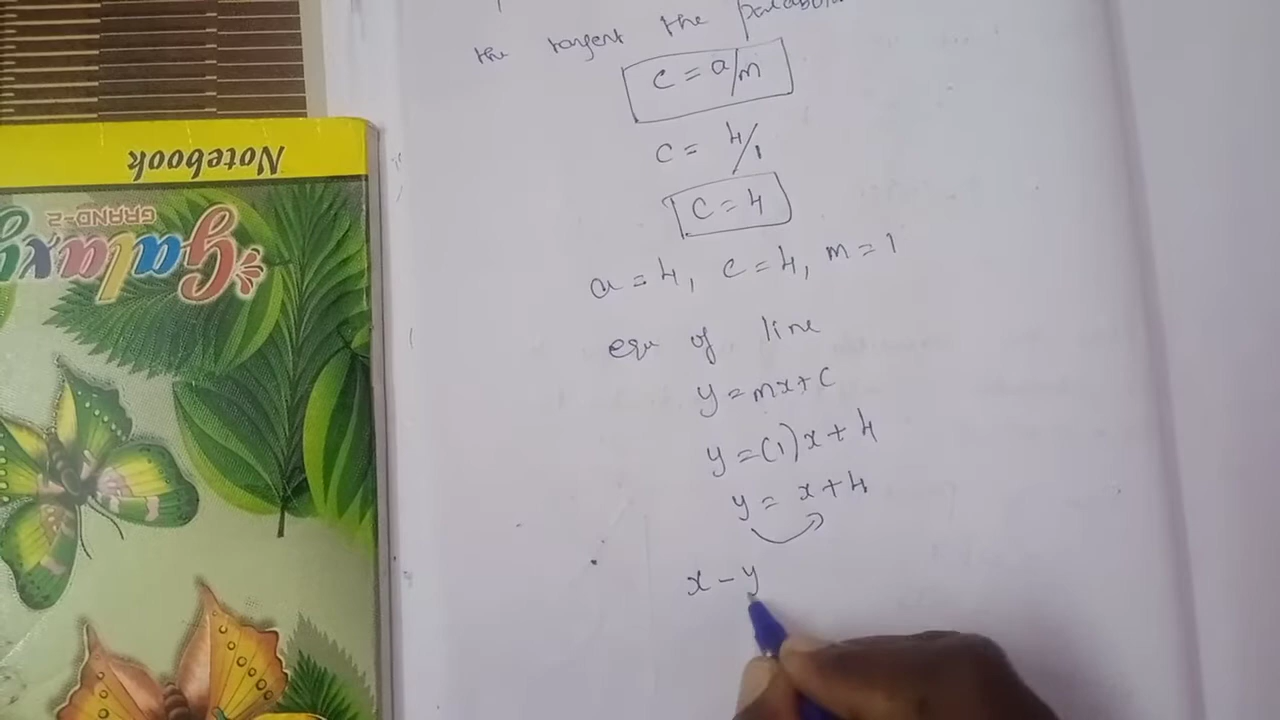 the tangent the parabola
c = a/m
c = 4/1
c = 4
a = 4, c = 4, m = 1
equ of line
y = mx + c
y = (1)x + 4
y = x + 4
x - y
Notebook
GRAND-2
Galaxy